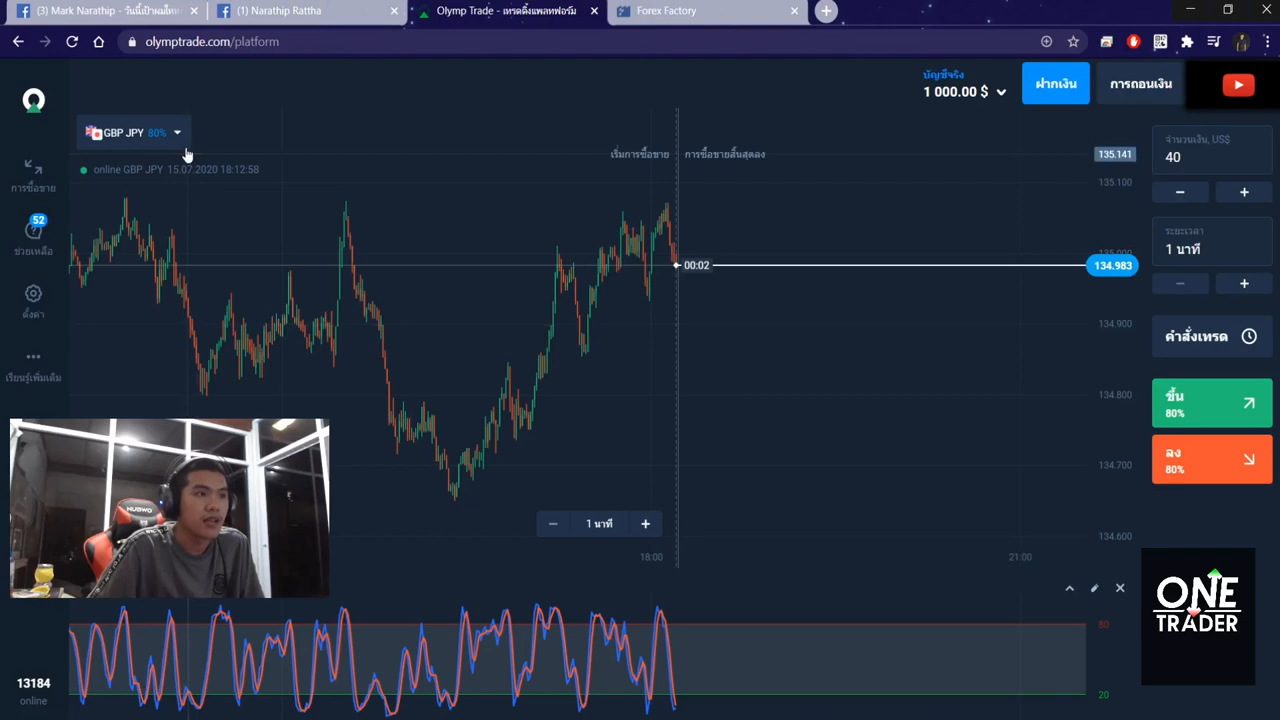 (3) Mark Narathip - วันนี้เป้าผมให
(1) Narathip Rattha
Olymp Trade - เทรดดิ้งแพลทฟอร์ม
Forex Factory
olymptrade.com/platform
บัญชีจริง
1 000.00 $
ฝากเงิน
การถอนเงิน
GBP JPY 80%
online GBP JPY 15.07.2020 18:12:58
เริ่มการซื้อขาย
การซื้อขายสิ้นสุดลง
135.141
135.100
135.000
00:02
134.983
134.900
134.800
134.700
134.600
การซื้อขาย
52
ช่วยเหลือ
ตั้งค่า
เรียนรู้เพิ่มเติม
จำนวนเงิน, US$
40
ระยะเวลา
1 นาที
คำสั่งเทรด
ขึ้น
80%
ลง
80%
1 นาที
18:00
21:00
NUBWO
80
20
ONE
TRADER
13184
online